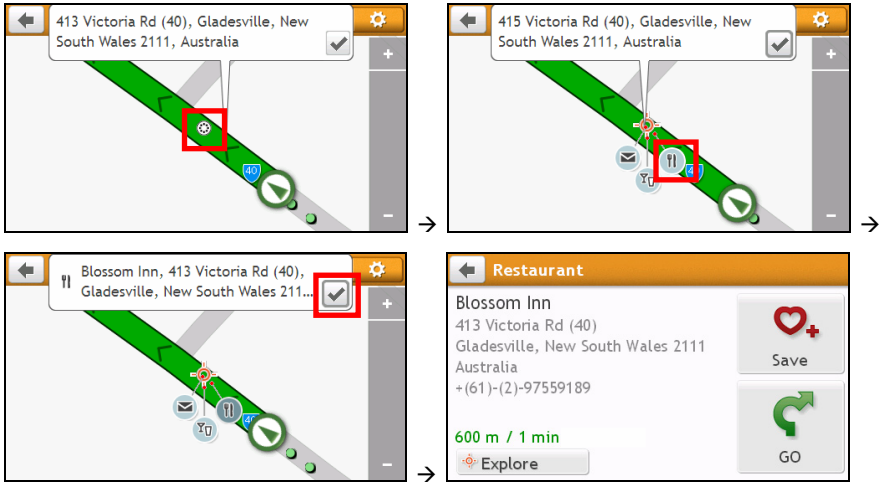 413 Victoria Rd (40), Gladesville, New
South Wales 2111, Australia
+
40
−
→
415 Victoria Rd (40), Gladesville, New
South Wales 2111, Australia
+
4
−
→
Blossom Inn, 413 Victoria Rd (40),
Gladesville, New South Wales 211...
+
40
−
→
Restaurant
Blossom Inn
413 Victoria Rd (40)
Gladesville, New South Wales 2111
Australia
+(61)-(2)-97559189
600 m / 1 min
Explore
Save
GO